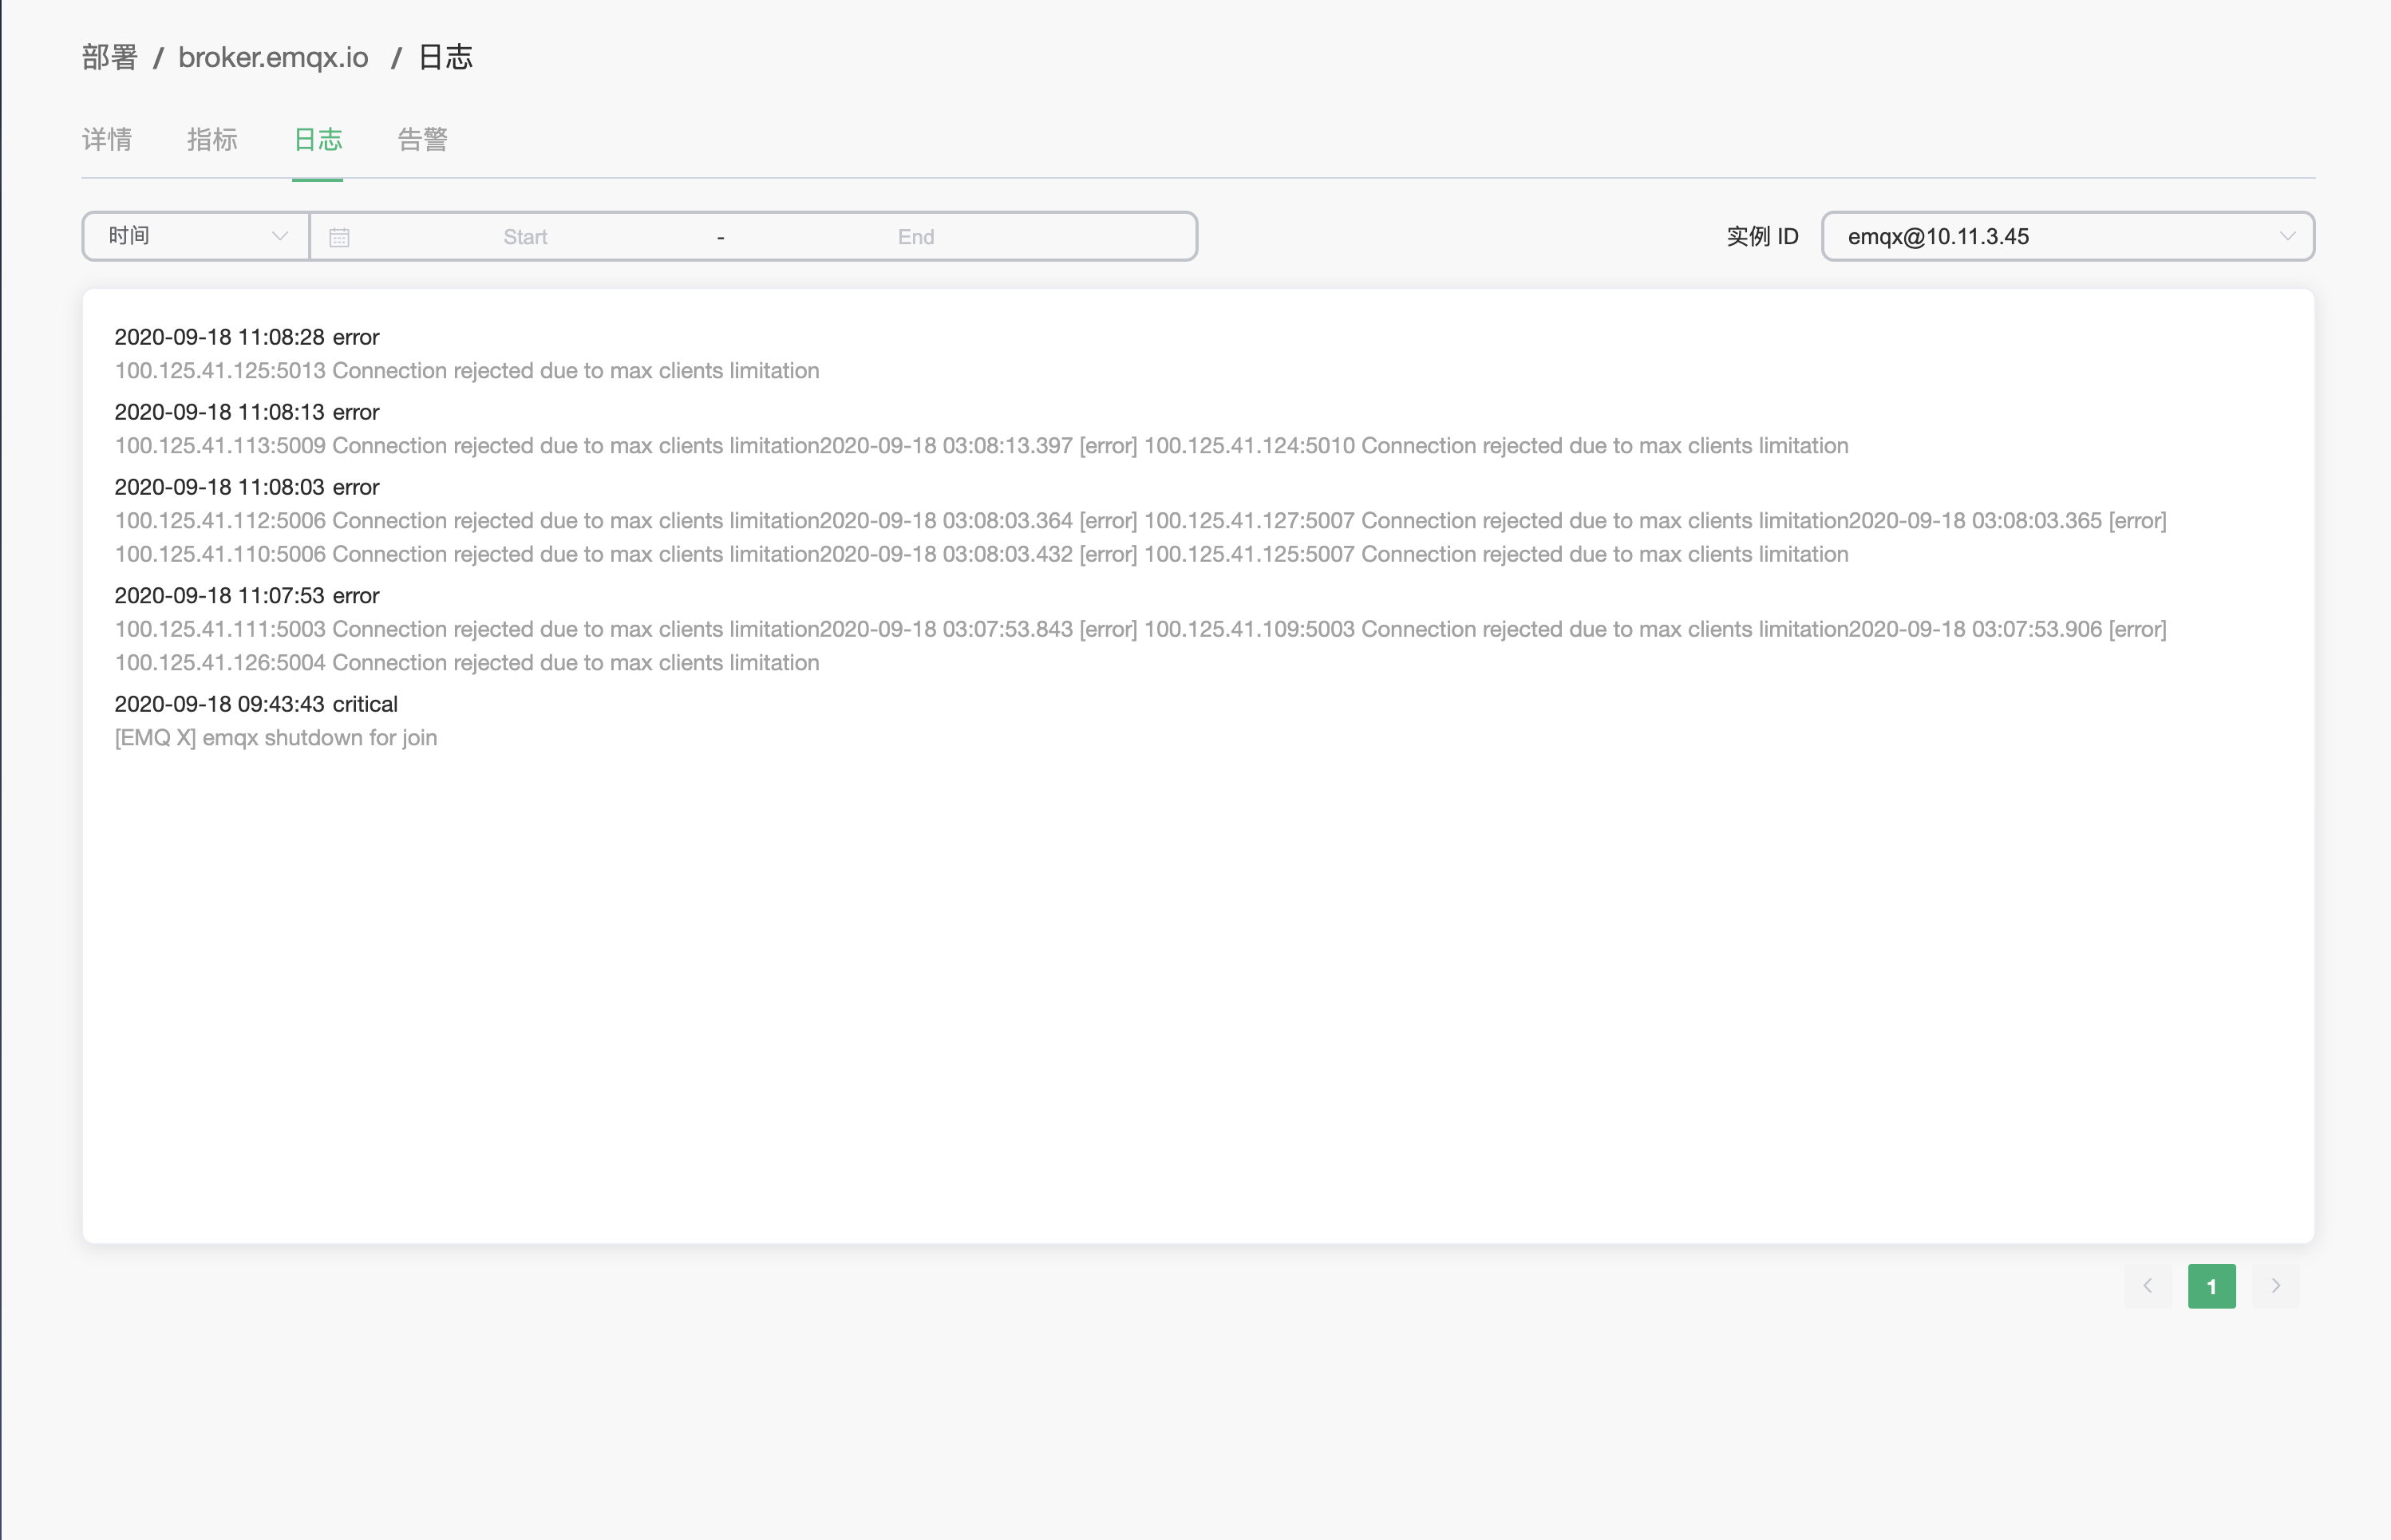 部署 / broker.emqx.io / 日志
详情 指标 日志 告警
时间 Start - End 实例 ID emqx@10.11.3.45
2020-09-18 11:08:28 error
100.125.41.125:5013 Connection rejected due to max clients limitation
2020-09-18 11:08:13 error
100.125.41.113:5009 Connection rejected due to max clients limitation2020-09-18 03:08:13.397 [error] 100.125.41.124:5010 Connection rejected due to max clients limitation
2020-09-18 11:08:03 error
100.125.41.112:5006 Connection rejected due to max clients limitation2020-09-18 03:08:03.364 [error] 100.125.41.127:5007 Connection rejected due to max clients limitation2020-09-18 03:08:03.365 [error]
100.125.41.110:5006 Connection rejected due to max clients limitation2020-09-18 03:08:03.432 [error] 100.125.41.125:5007 Connection rejected due to max clients limitation
2020-09-18 11:07:53 error
100.125.41.111:5003 Connection rejected due to max clients limitation2020-09-18 03:07:53.843 [error] 100.125.41.109:5003 Connection rejected due to max clients limitation2020-09-18 03:07:53.906 [error]
100.125.41.126:5004 Connection rejected due to max clients limitation
2020-09-18 09:43:43 critical
[EMQ X] emqx shutdown for join
1